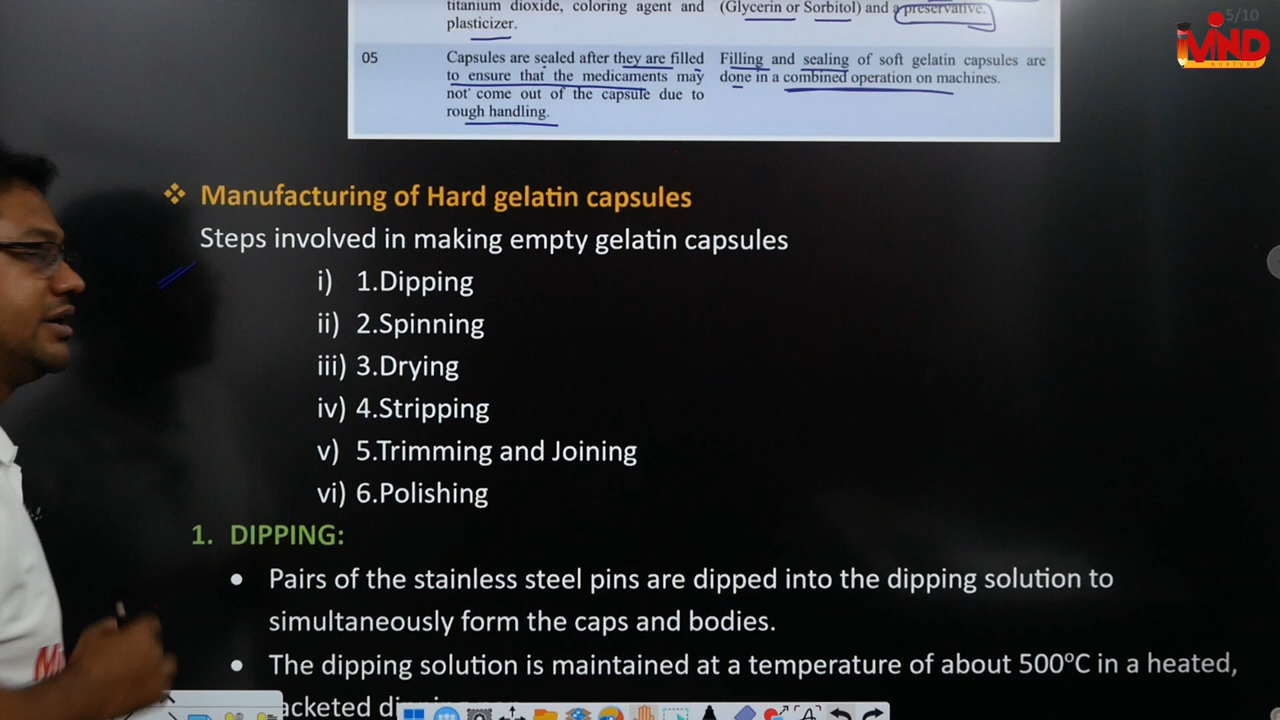 titanium dioxide, coloring agent and
plasticizer.
(Glycerin or Sorbitol) and a preservative.
05
Capsules are sealed after they are filled
to ensure that the medicaments may
not come out of the capsule due to
rough handling.
Filling and sealing of soft gelatin capsules are
done in a combined operation on machines.
5/10
MIND
NURTURE
❖ Manufacturing of Hard gelatin capsules
Steps involved in making empty gelatin capsules
i) 1.Dipping
ii) 2.Spinning
iii) 3.Drying
iv) 4.Stripping
v) 5.Trimming and Joining
vi) 6.Polishing
1. DIPPING:
• Pairs of the stainless steel pins are dipped into the dipping solution to
simultaneously form the caps and bodies.
• The dipping solution is maintained at a temperature of about 500°C in a heated,